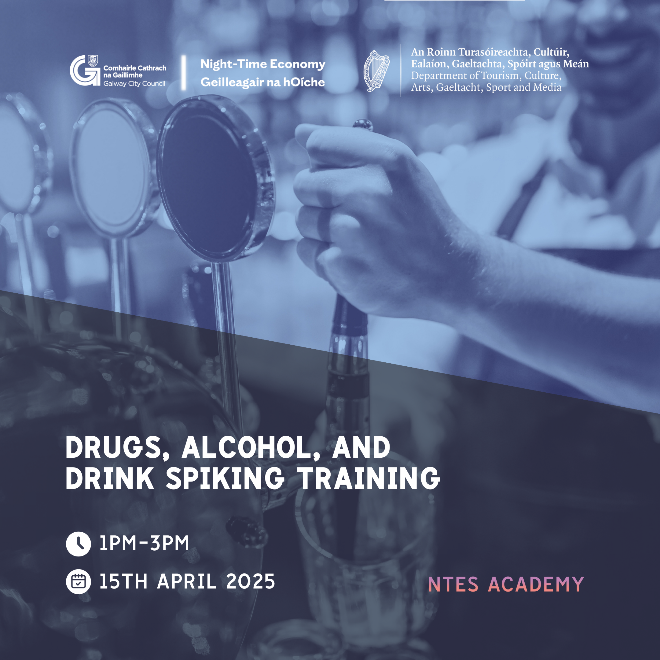 Comhairle Cathrach
na Gaillimhe
Galway City Council
Night-Time Economy
Geilleagair na hOíche
An Roinn Turasóireachta, Cultúir,
Ealaíon, Gaeltachta, Spóirt agus Meán
Department of Tourism, Culture,
Arts, Gaeltacht, Sport and Media
DRUGS, ALCOHOL, AND
DRINK SPIKING TRAINING
1PM-3PM
15TH APRIL 2025
NTES ACADEMY